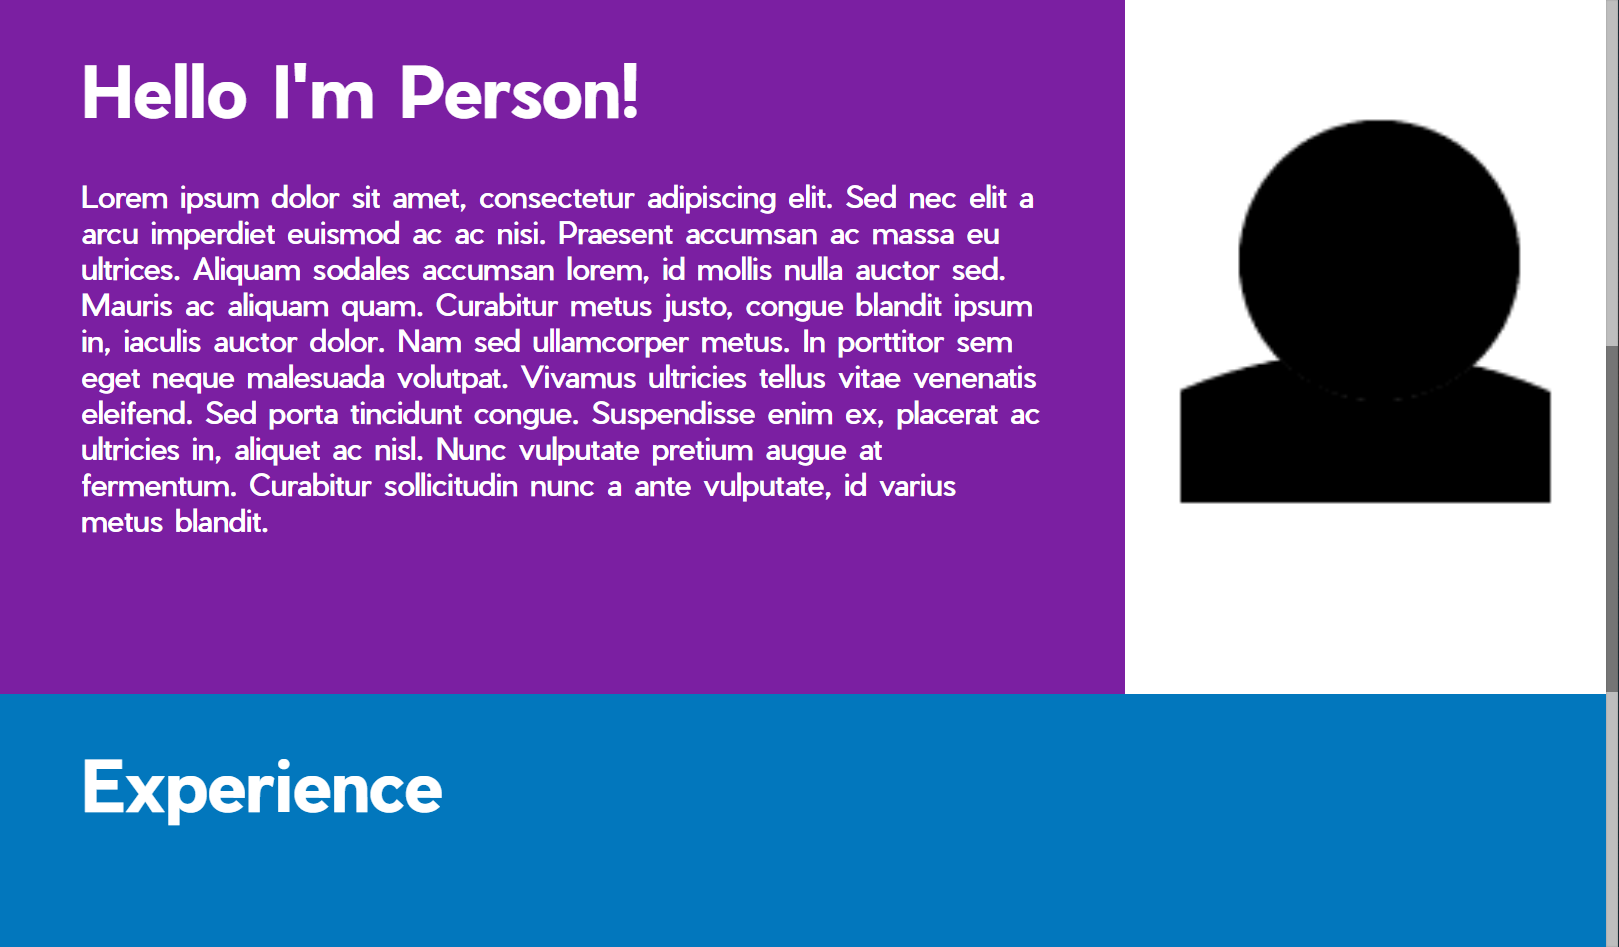 Hello I'm Person!
Lorem ipsum dolor sit amet, consectetur adipiscing elit. Sed nec elit a
arcu imperdiet euismod ac ac nisi. Praesent accumsan ac massa eu
ultrices. Aliquam sodales accumsan lorem, id mollis nulla auctor sed.
Mauris ac aliquam quam. Curabitur metus justo, congue blandit ipsum
in, iaculis auctor dolor. Nam sed ullamcorper metus. In porttitor sem
eget neque malesuada volutpat. Vivamus ultricies tellus vitae venenatis
eleifend. Sed porta tincidunt congue. Suspendisse enim ex, placerat ac
ultricies in, aliquet ac nisl. Nunc vulputate pretium augue at
fermentum. Curabitur sollicitudin nunc a ante vulputate, id varius
metus blandit.
Experience